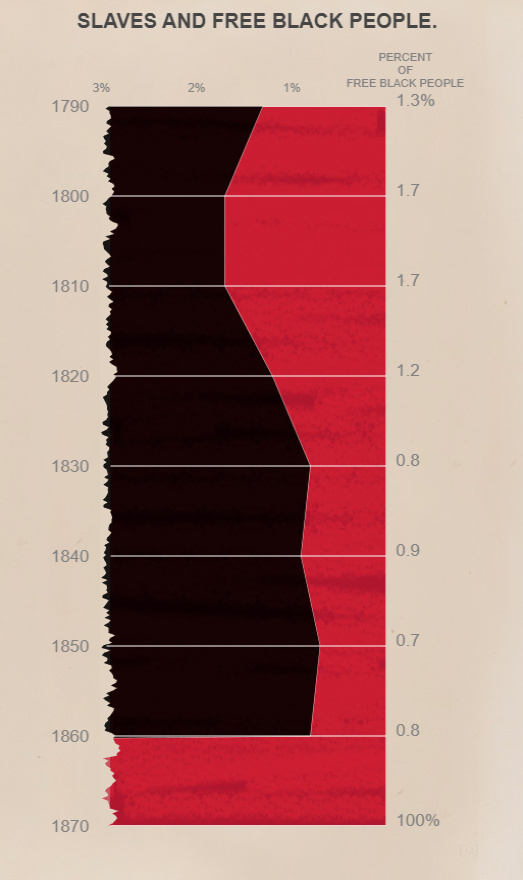 SLAVES AND FREE BLACK PEOPLE.
PERCENT
OF
FREE BLACK PEOPLE
3% 2% 1%
1790 1.3%
1800 1.7
1810 1.7
1820 1.2
1830 0.8
1840 0.9
1850 0.7
1860 0.8
1870 100%